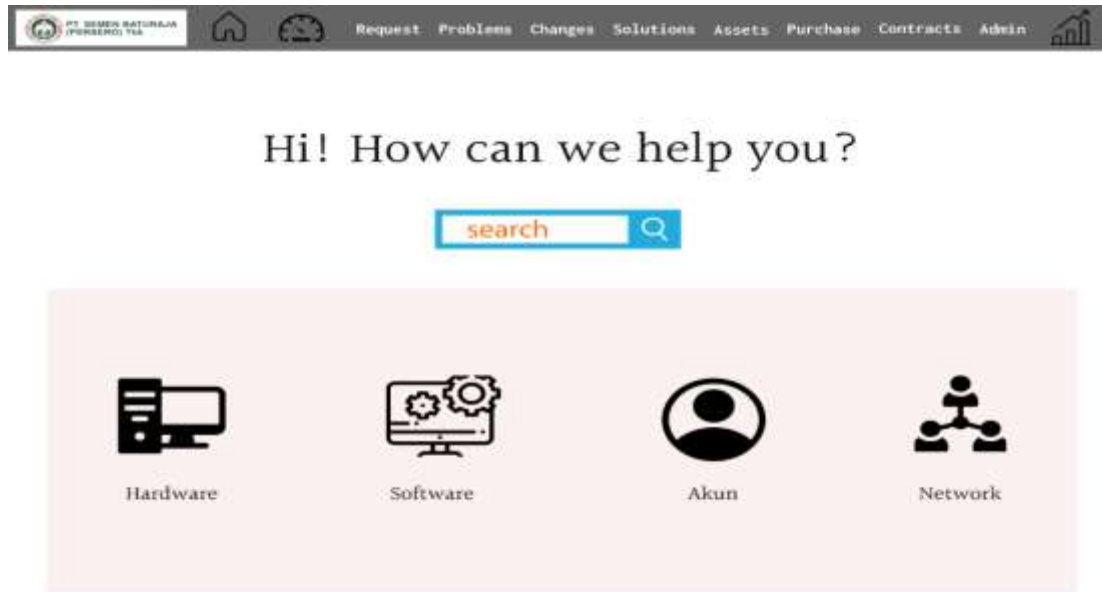 PT. SEMEN BATURAJA
(PERSERO) Tbk
Request Problems Changes Solutions Assets Purchase Contracts Admin
Hi! How can we help you?
search
Hardware Software Akun Network